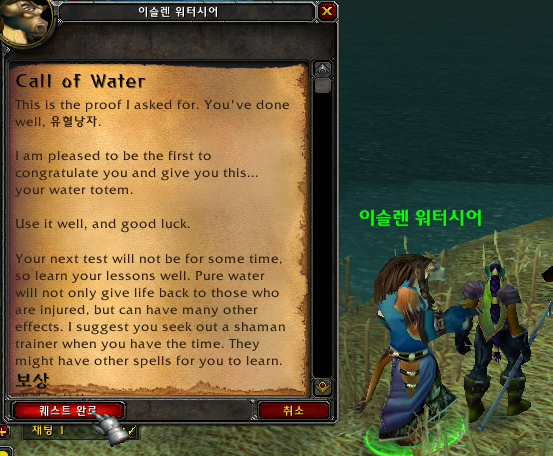 이슬렌 워터시어
Call of Water
This is the proof I asked for. You've done
well, 유혈낭자.
I am pleased to be the first to
congratulate you and give you this...
your water totem.
Use it well, and good luck.
Your next test will not be for some time,
so learn your lessons well. Pure water
will not only give life back to those who
are injured, but can have many other
effects. I suggest you seek out a shaman
trainer when you have the time. They
might have other spells for you to learn.
보상
퀘스트 완료
취소
채팅 1
이슬렌 워터시어